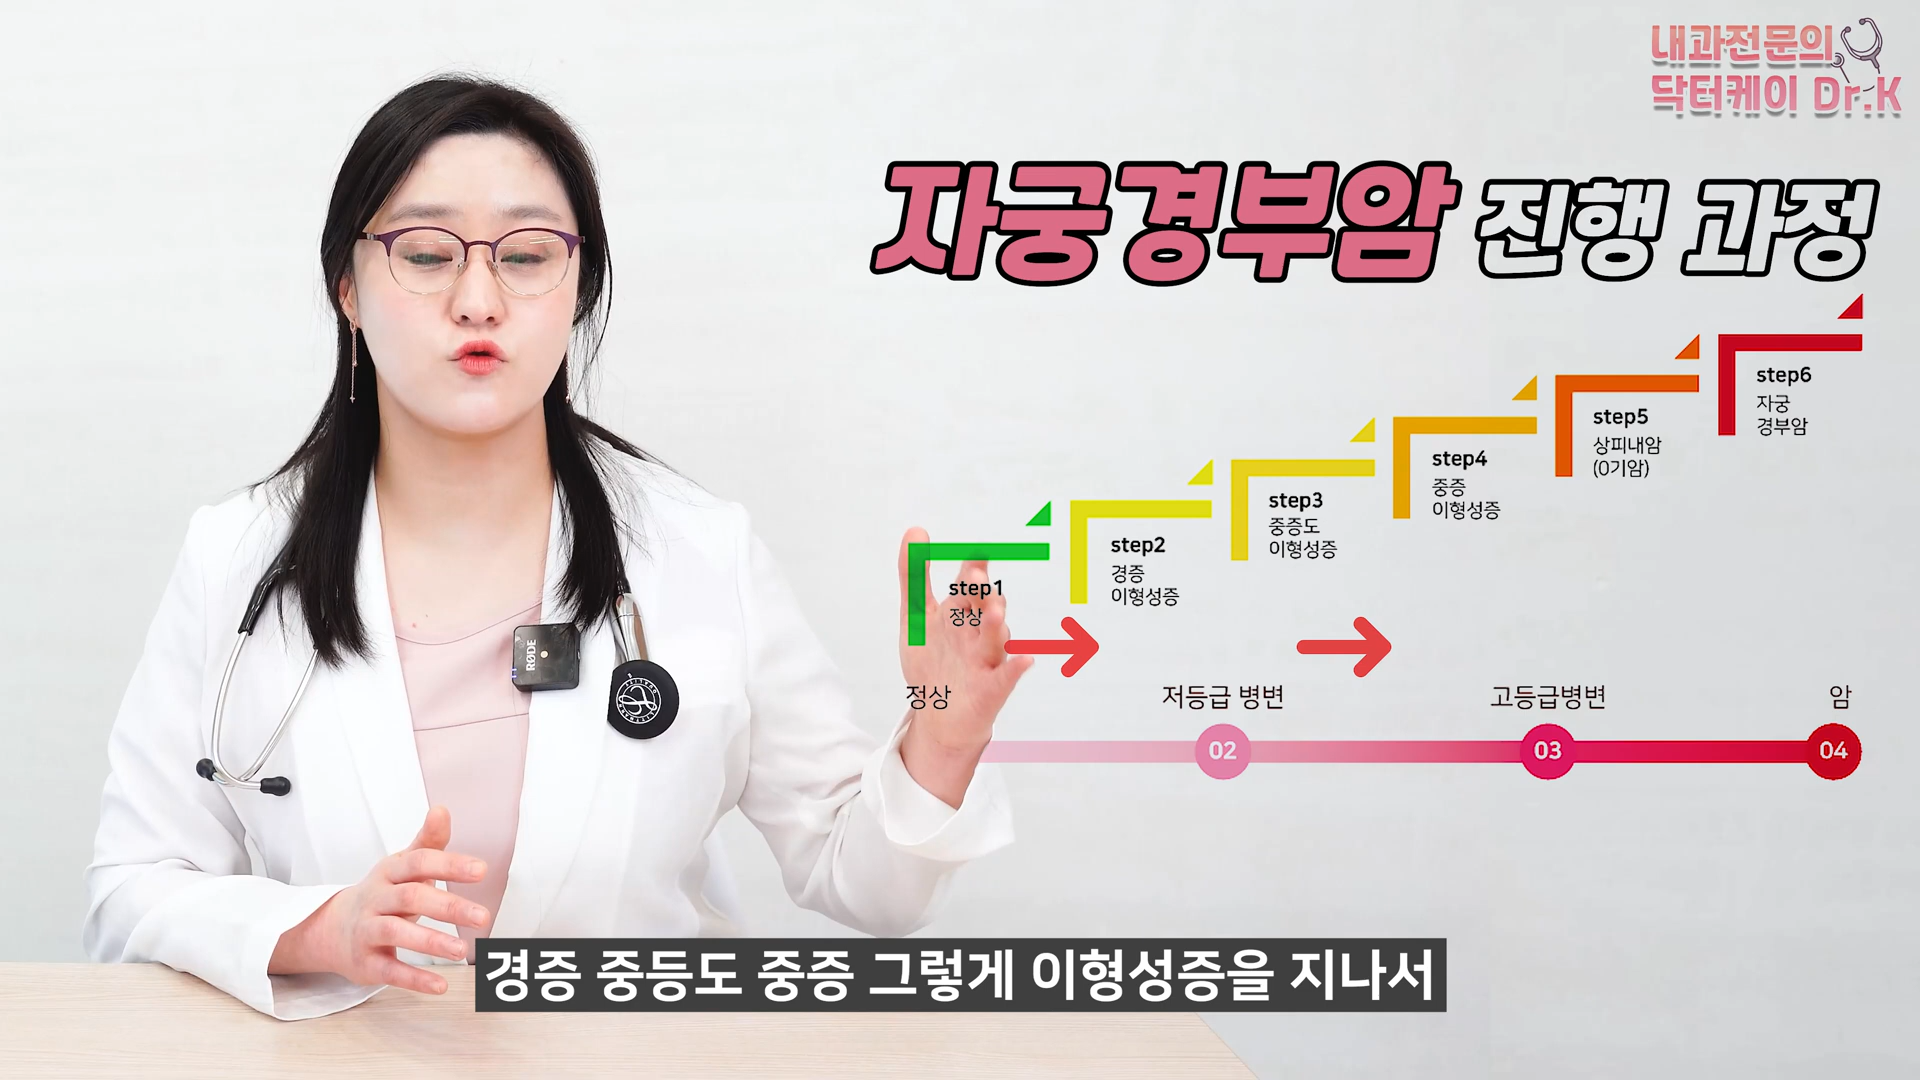 내과전문의
닥터케이 Dr.K
자궁경부암 진행 과정
step6
자궁
경부암
step5
상피내암
(0기암)
step4
중증
이형성증
step3
중증도
이형성증
step2
경증
이형성증
step1
정상
정상
저등급 병변
고등급병변
암
02
03
04
RØDE
경증 중등도 중증 그렇게 이형성증을 지나서